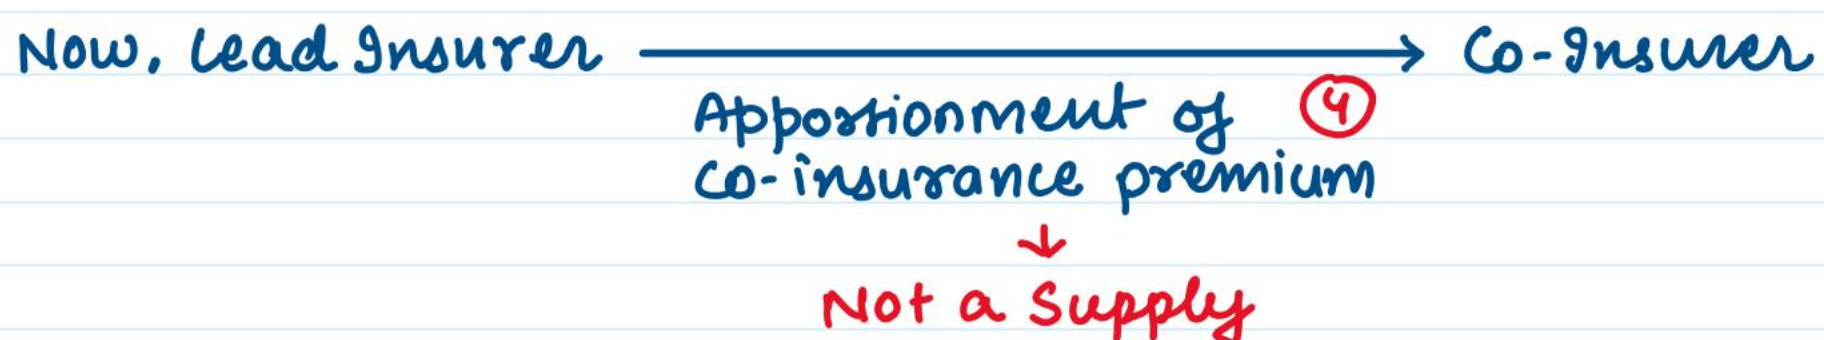 Now, Lead Insurer → Co-Insurer
Apportionment of ④
Co-insurance premium
↓
Not a Supply